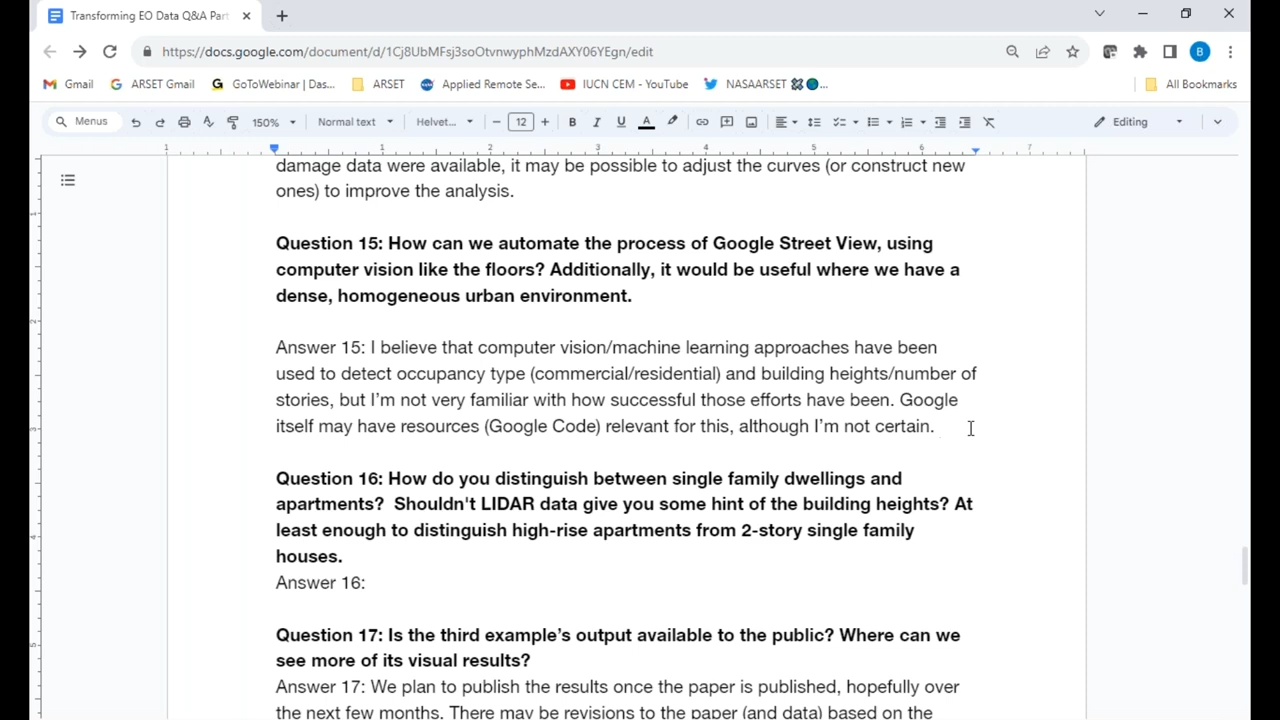 Transforming EO Data Q&A Part
https://docs.google.com/document/d/1Cj8UbMFsj3soOtvnwyphMzdAXY06YEgn/edit
B
Gmail ARSET Gmail GoToWebinar | Das... ARSET Applied Remote Se... IUCN CEM - YouTube NASAARSET ... All Bookmarks
Menus 150% Normal text Helvet... 12 B I U A Editing
1 1 2 3 4 5 6 7
damage data were available, it may be possible to adjust the curves (or construct new
ones) to improve the analysis.
Question 15: How can we automate the process of Google Street View, using
computer vision like the floors? Additionally, it would be useful where we have a
dense, homogeneous urban environment.
Answer 15: I believe that computer vision/machine learning approaches have been
used to detect occupancy type (commercial/residential) and building heights/number of
stories, but I'm not very familiar with how successful those efforts have been. Google
itself may have resources (Google Code) relevant for this, although I'm not certain.
Question 16: How do you distinguish between single family dwellings and
apartments?  Shouldn't LIDAR data give you some hint of the building heights? At
least enough to distinguish high-rise apartments from 2-story single family
houses.
Answer 16:
Question 17: Is the third example's output available to the public? Where can we
see more of its visual results?
Answer 17: We plan to publish the results once the paper is published, hopefully over
the next few months. There may be revisions to the paper (and data) based on the